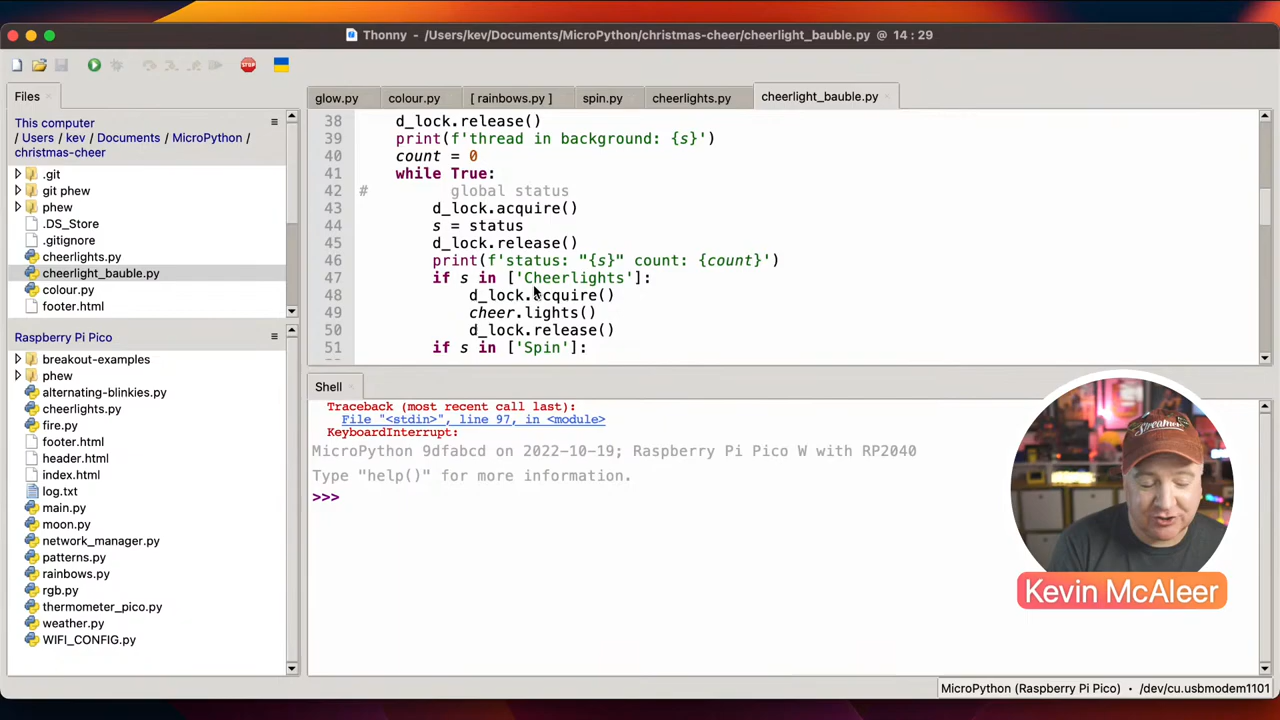 Thonny - /Users/kev/Documents/MicroPython/christmas-cheer/cheerlight_bauble.py @ 14 : 29
STOP
Files
This computer
/ Users / kev / Documents / MicroPython /
christmas-cheer
.git
git phew
phew
.DS_Store
.gitignore
cheerlights.py
cheerlight_bauble.py
colour.py
footer.html
Raspberry Pi Pico
breakout-examples
phew
alternating-blinkies.py
cheerlights.py
fire.py
footer.html
header.html
index.html
log.txt
main.py
moon.py
network_manager.py
patterns.py
rainbows.py
rgb.py
thermometer_pico.py
weather.py
WIFI_CONFIG.py
glow.py colour.py [ rainbows.py ] spin.py cheerlights.py cheerlight_bauble.py
38 d_lock.release()
39 print(f'thread in background: {s}')
40 count = 0
41 while True:
42 # global status
43 d_lock.acquire()
44 s = status
45 d_lock.release()
46 print(f'status: "{s}" count: {count}')
47 if s in ['Cheerlights']:
48 d_lock.acquire()
49 cheer.lights()
50 d_lock.release()
51 if s in ['Spin']:
Shell
Traceback (most recent call last):
File "<stdin>", line 97, in <module>
KeyboardInterrupt:
MicroPython 9dfabcd on 2022-10-19; Raspberry Pi Pico W with RP2040
Type "help()" for more information.
>>>
Streamer
Kevin McAleer
MicroPython (Raspberry Pi Pico) • /dev/cu.usbmodem1101